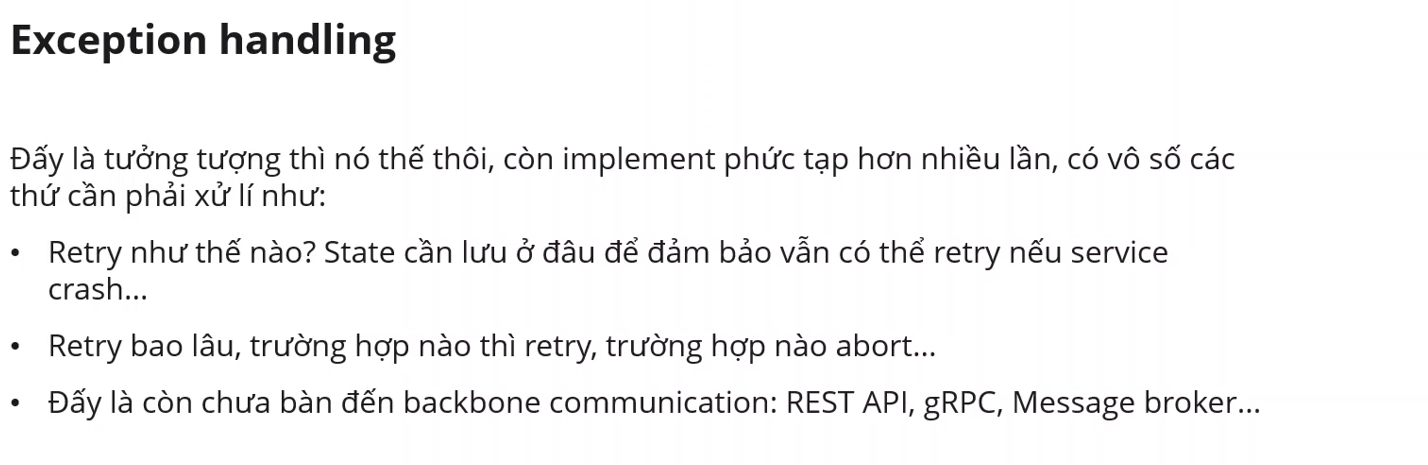 Exception handling
Đấy là tưởng tượng thì nó thế thôi, còn implement phức tạp hơn nhiều lần, có vô số các
thứ cần phải xử lí như:
• Retry như thế nào? State cần lưu ở đâu để đảm bảo vẫn có thể retry nếu service
crash...
• Retry bao lâu, trường hợp nào thì retry, trường hợp nào abort...
• Đấy là còn chưa bàn đến backbone communication: REST API, gRPC, Message broker...